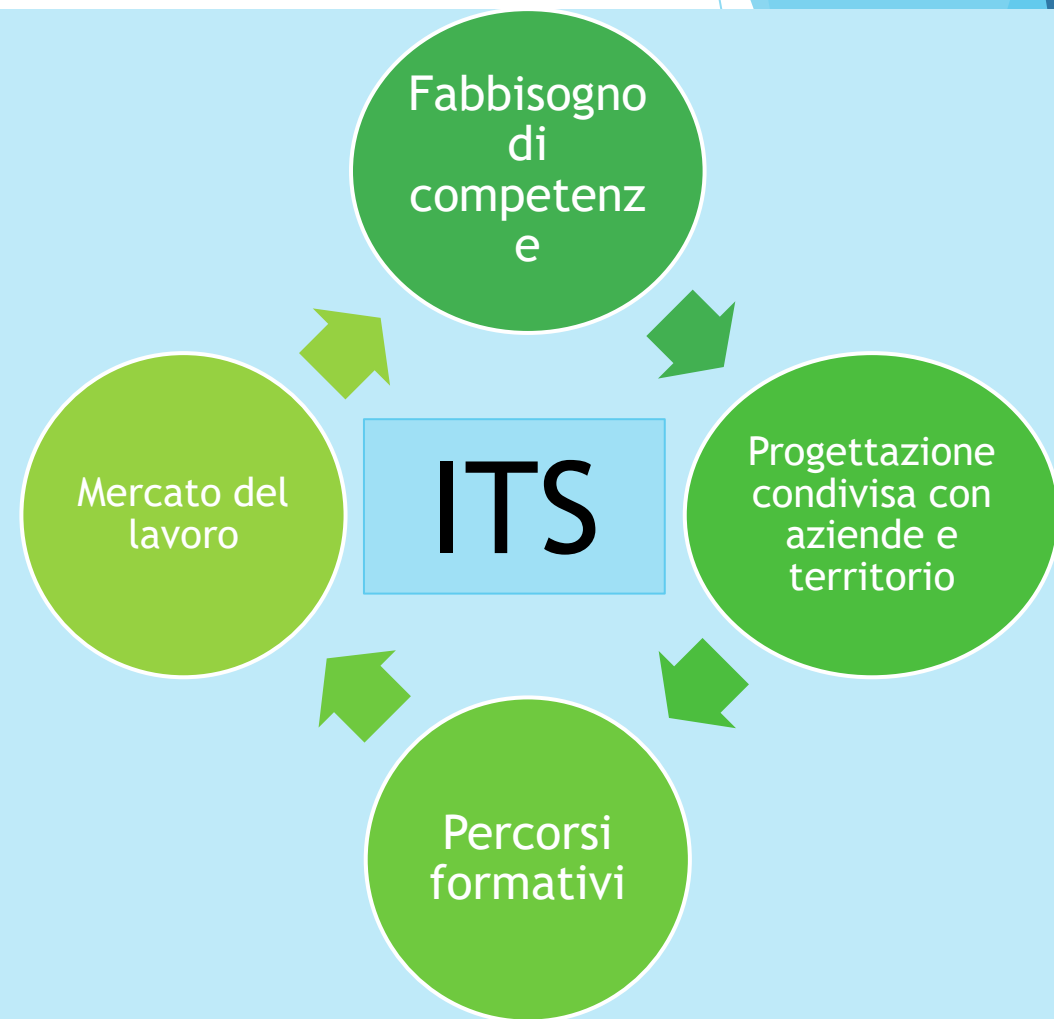 Fabbisogno
di
competenz
e
Mercato del
lavoro
ITS
Progettazione
condivisa con
aziende e
territorio
Percorsi
formativi